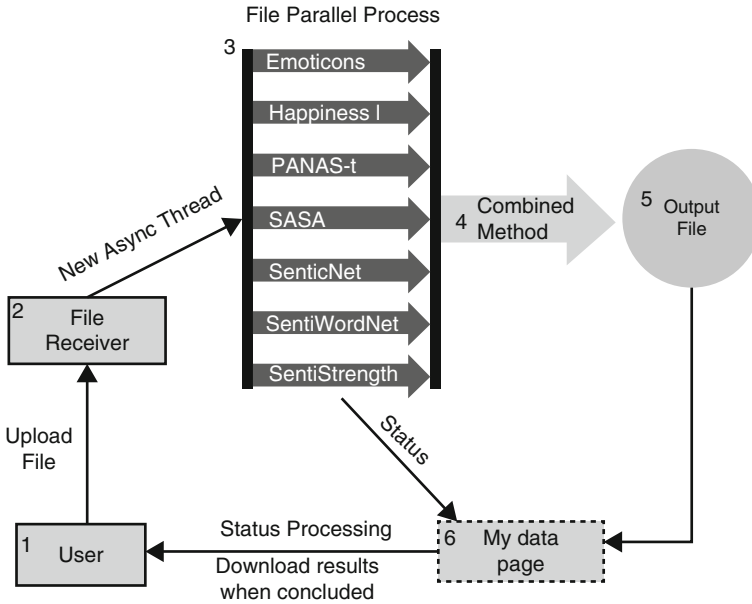 File Parallel Process
3
Emoticons
Happiness I
PANAS-t
SASA
SenticNet
SentiWordNet
SentiStrength
4 Combined
Method
5 Output
File
New Async Thread
2 File
Receiver
Upload
File
Status
1 User
Status Processing
Download results
when concluded
6 My data
page